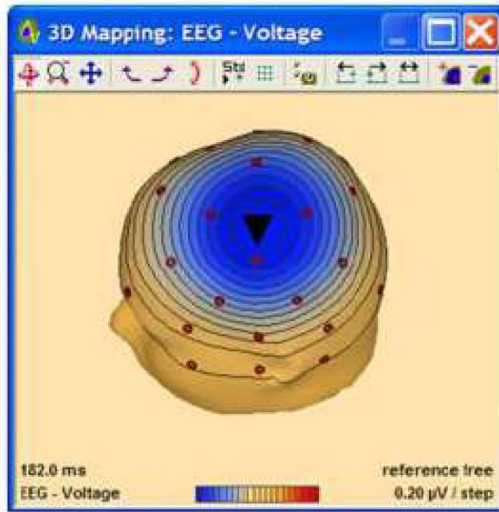 3D Mapping: EEG - Voltage
Std
182.0 ms
reference free
EEG - Voltage
0.20 µV / step